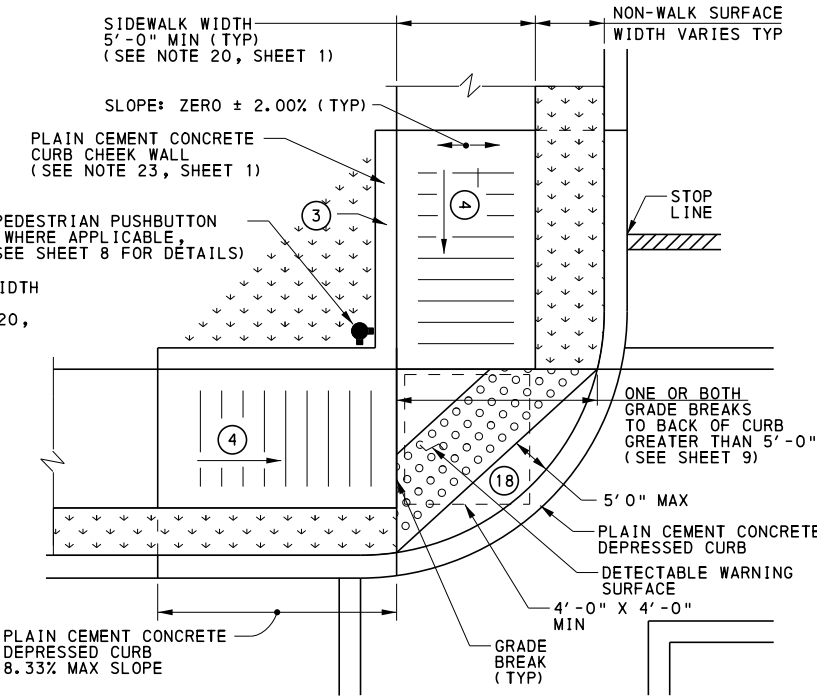 SIDEWALK WIDTH
5'-0" MIN (TYP)
(SEE NOTE 20, SHEET 1)
NON-WALK SURFACE
WIDTH VARIES TYP
SLOPE: ZERO ± 2.00% (TYP)
PLAIN CEMENT CONCRETE
CURB CHEEK WALL
(SEE NOTE 23, SHEET 1)
3
4
STOP
LINE
PEDESTRIAN PUSHBUTTON
WHERE APPLICABLE,
SEE SHEET 8 FOR DETAILS)
IDTH
20,
ONE OR BOTH
GRADE BREAKS
TO BACK OF CURB
GREATER THAN 5'-0"
(SEE SHEET 9)
4
18
5'0" MAX
PLAIN CEMENT CONCRETE
DEPRESSED CURB
DETECTABLE WARNING
SURFACE
4'-0" X 4'-0"
MIN
GRADE
BREAK
(TYP)
PLAIN CEMENT CONCRETE
DEPRESSED CURB
8.33% MAX SLOPE